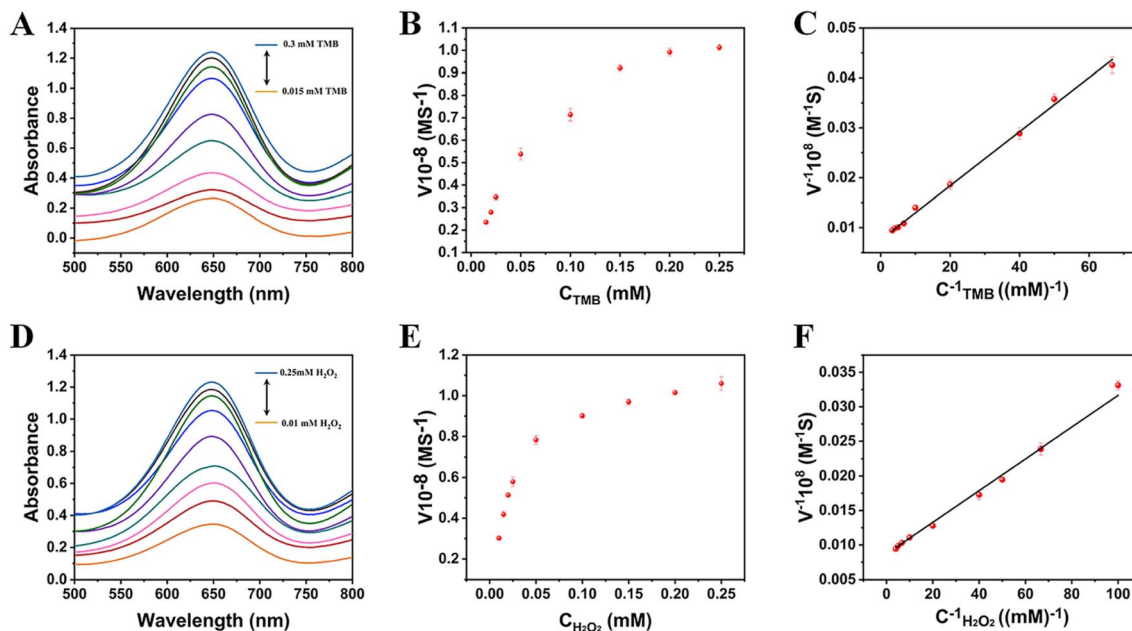 A
Absorbance
1.4
1.2
1.0
0.8
0.6
0.4
0.2
0.0
0.3 mM TMB
0.015 mM TMB
500 550 600 650 700 750 800
Wavelength (nm)
B
V10-8 (MS⁻¹)
1.1
1.0
0.9
0.8
0.7
0.6
0.5
0.4
0.3
0.2
0.1
0.00 0.05 0.10 0.15 0.20 0.25
C_TMB (mM)
C
V⁻¹10⁸ (M⁻¹S)
0.05
0.04
0.03
0.02
0.01
0 20 40 60
C⁻¹_TMB ((mM)⁻¹)
D
Absorbance
1.4
1.2
1.0
0.8
0.6
0.4
0.2
0.0
0.25mM H₂O₂
0.01 mM H₂O₂
500 550 600 650 700 750 800
Wavelength (nm)
E
V10-8 (MS⁻¹)
1.2
1.0
0.8
0.6
0.4
0.2
0.00 0.05 0.10 0.15 0.20 0.25
C_H₂O₂ (mM)
F
V⁻¹10⁸ (M⁻¹S)
0.035
0.030
0.025
0.020
0.015
0.010
0.005
0 20 40 60 80 100
C⁻¹_H₂O₂ ((mM)⁻¹)